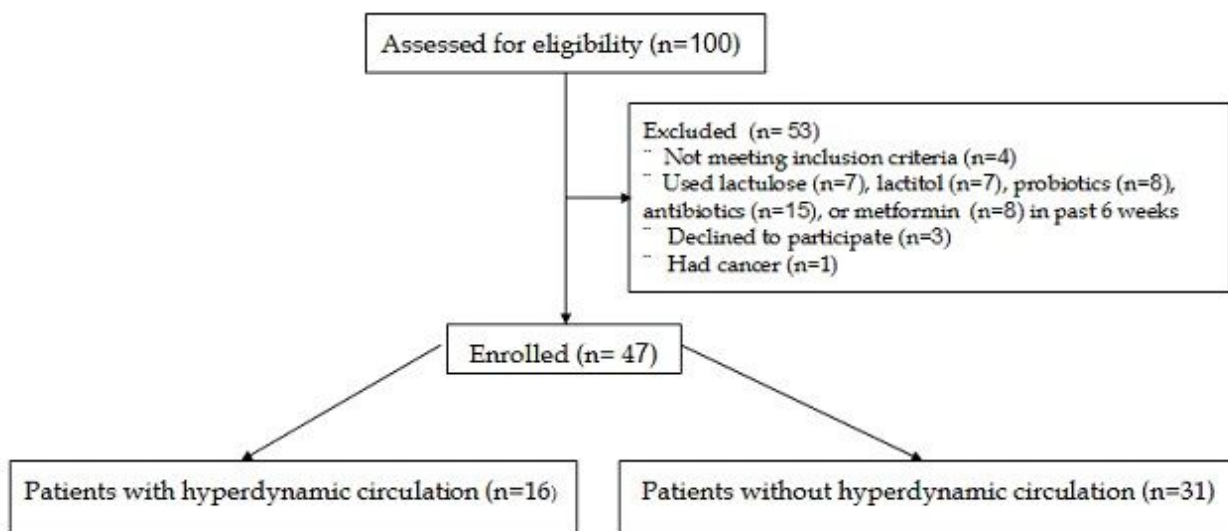 Assessed for eligibility (n=100)
Excluded (n= 53)
¨ Not meeting inclusion criteria (n=4)
¨ Used lactulose (n=7), lactitol (n=7), probiotics (n=8),
antibiotics (n=15), or metformin (n=8) in past 6 weeks
¨ Declined to participate (n=3)
¨ Had cancer (n=1)
Enrolled (n= 47)
Patients with hyperdynamic circulation (n=16)
Patients without hyperdynamic circulation (n=31)